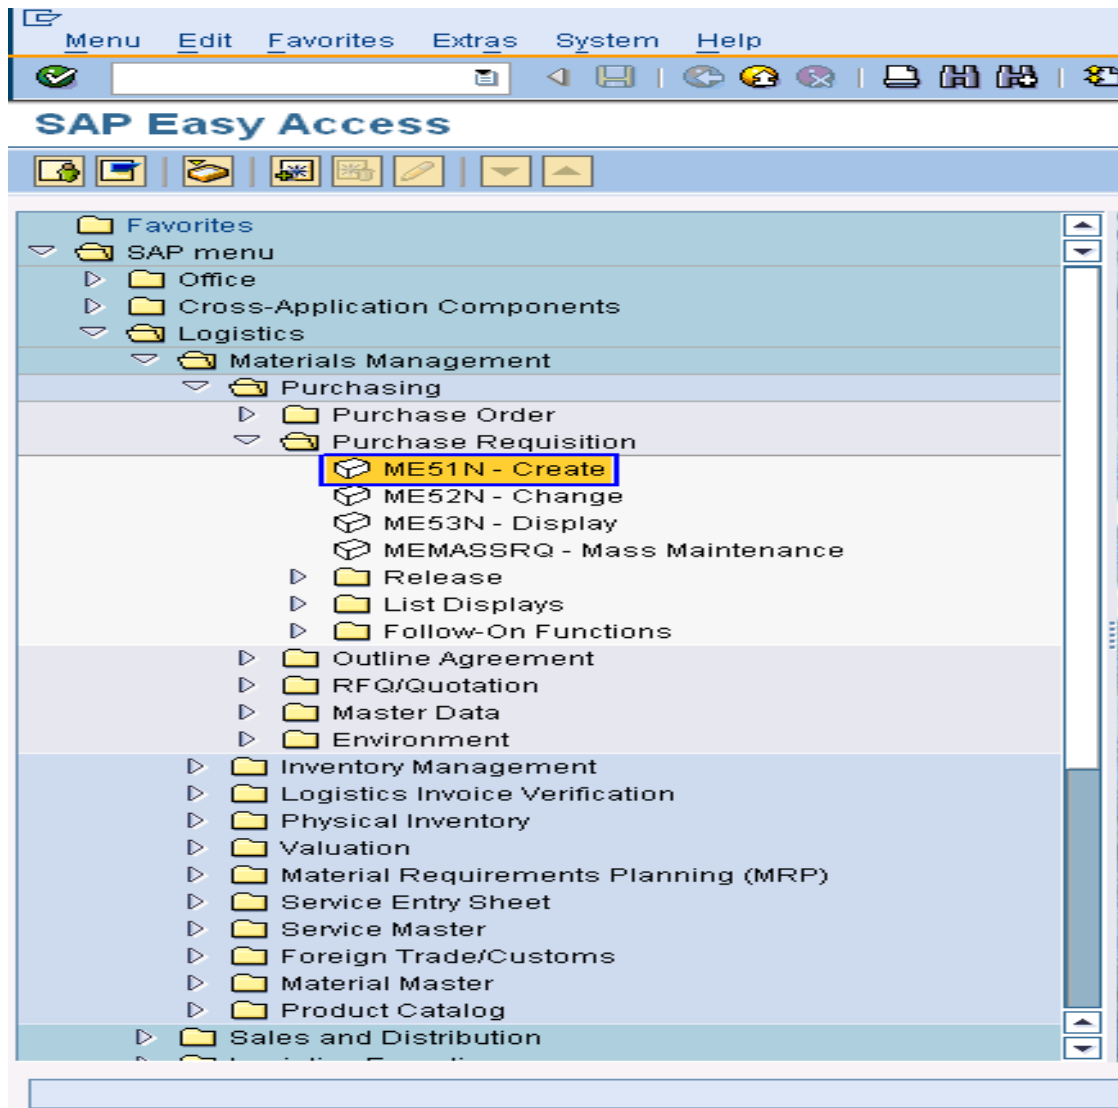 Menu Edit Favorites Extras System Help
SAP Easy Access
Favorites
SAP menu
Office
Cross-Application Components
Logistics
Materials Management
Purchasing
Purchase Order
Purchase Requisition
ME51N - Create
ME52N - Change
ME53N - Display
MEMASSRQ - Mass Maintenance
Release
List Displays
Follow-On Functions
Outline Agreement
RFQ/Quotation
Master Data
Environment
Inventory Management
Logistics Invoice Verification
Physical Inventory
Valuation
Material Requirements Planning (MRP)
Service Entry Sheet
Service Master
Foreign Trade/Customs
Material Master
Product Catalog
Sales and Distribution